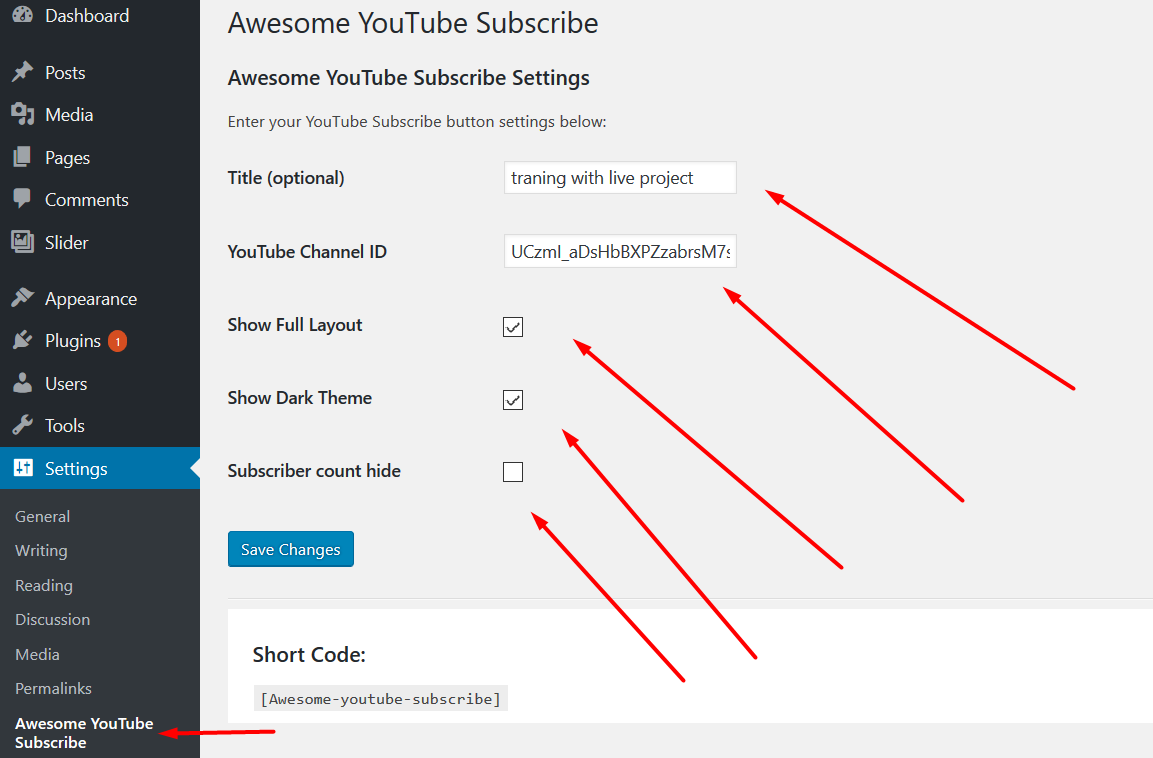 Dashboard
Posts
Media
Pages
Comments
Slider
Appearance
Plugins 1
Users
Tools
Settings
General
Writing
Reading
Discussion
Media
Permalinks
Awesome YouTube
Subscribe
Awesome YouTube Subscribe
Awesome YouTube Subscribe Settings
Enter your YouTube Subscribe button settings below:
Title (optional)
traning with live project
YouTube Channel ID
Show Full Layout
Show Dark Theme
Subscriber count hide
Save Changes
Short Code:
[Awesome-youtube-subscribe]